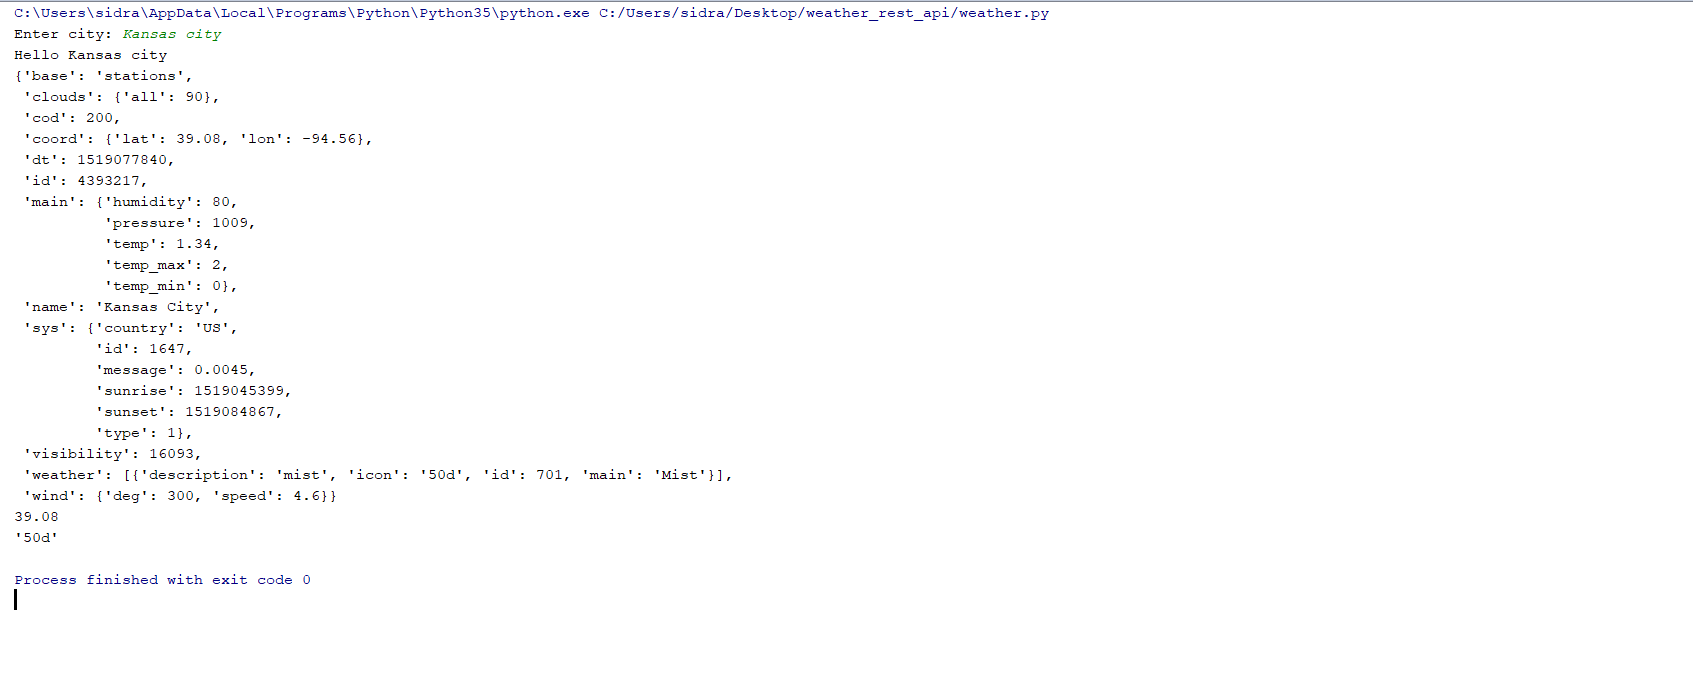 C:\Users\sidra\AppData\Local\Programs\Python\Python35\python.exe C:/Users/sidra/Desktop/weather_rest_api/weather.py
Enter city: Kansas city
Hello Kansas city
{'base': 'stations',
 'clouds': {'all': 90},
 'cod': 200,
 'coord': {'lat': 39.08, 'lon': -94.56},
 'dt': 1519077840,
 'id': 4393217,
 'main': {'humidity': 80,
          'pressure': 1009,
          'temp': 1.34,
          'temp_max': 2,
          'temp_min': 0},
 'name': 'Kansas City',
 'sys': {'country': 'US',
         'id': 1647,
         'message': 0.0045,
         'sunrise': 1519045399,
         'sunset': 1519084867,
         'type': 1},
 'visibility': 16093,
 'weather': [{'description': 'mist', 'icon': '50d', 'id': 701, 'main': 'Mist'}],
 'wind': {'deg': 300, 'speed': 4.6}}
39.08
'50d'
Process finished with exit code 0